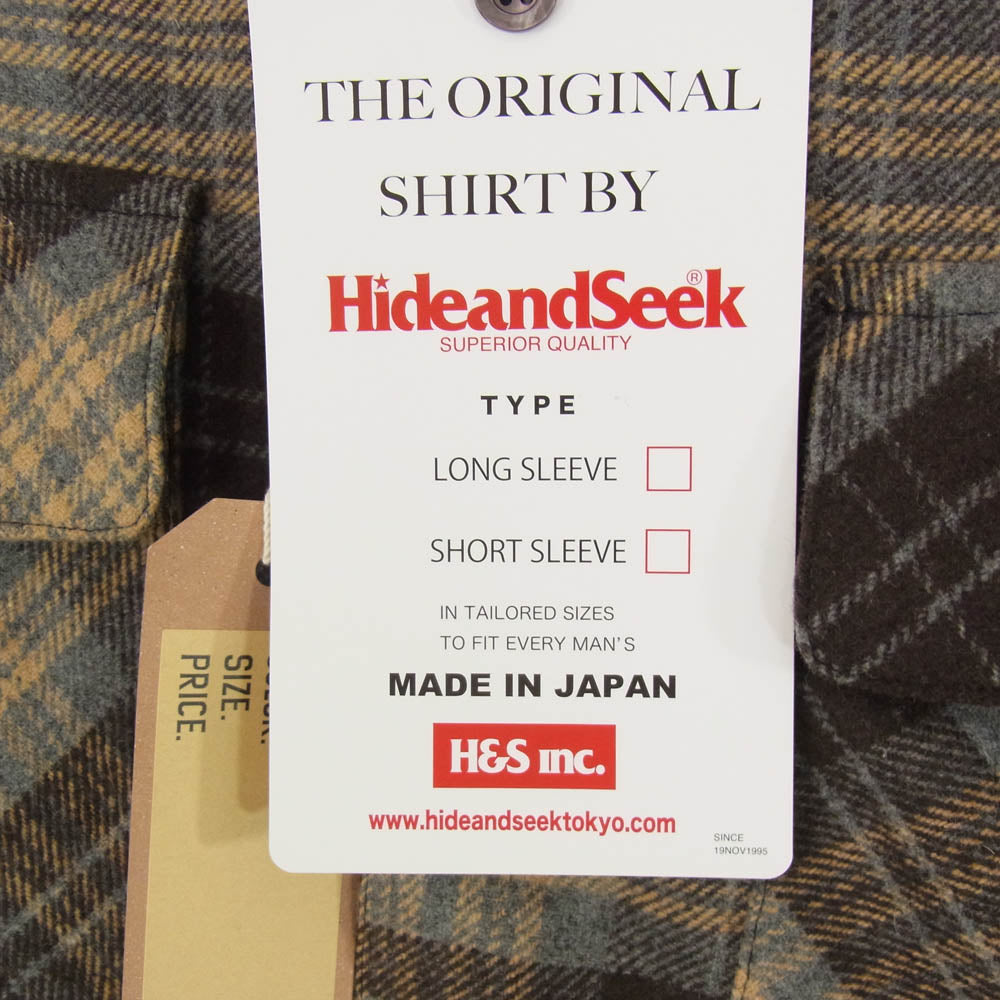 THE ORIGINAL
SHIRT BY
HideandSeek®
SUPERIOR QUALITY
TYPE
LONG SLEEVE
SHORT SLEEVE
IN TAILORED SIZES
TO FIT EVERY MAN'S
MADE IN JAPAN
H&S inc.
www.hideandseektokyo.com
SINCE
19NOV1995
SIZE.
PRICE.